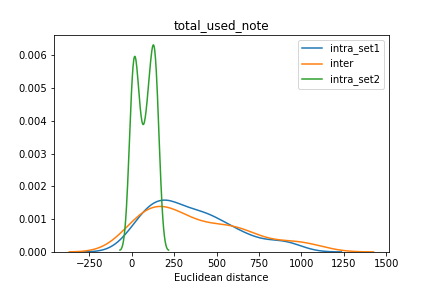 total_used_note
intra_set1
inter
intra_set2
0.006
0.005
0.004
0.003
0.002
0.001
0.000
−250 0 250 500 750 1000 1250 1500
Euclidean distance